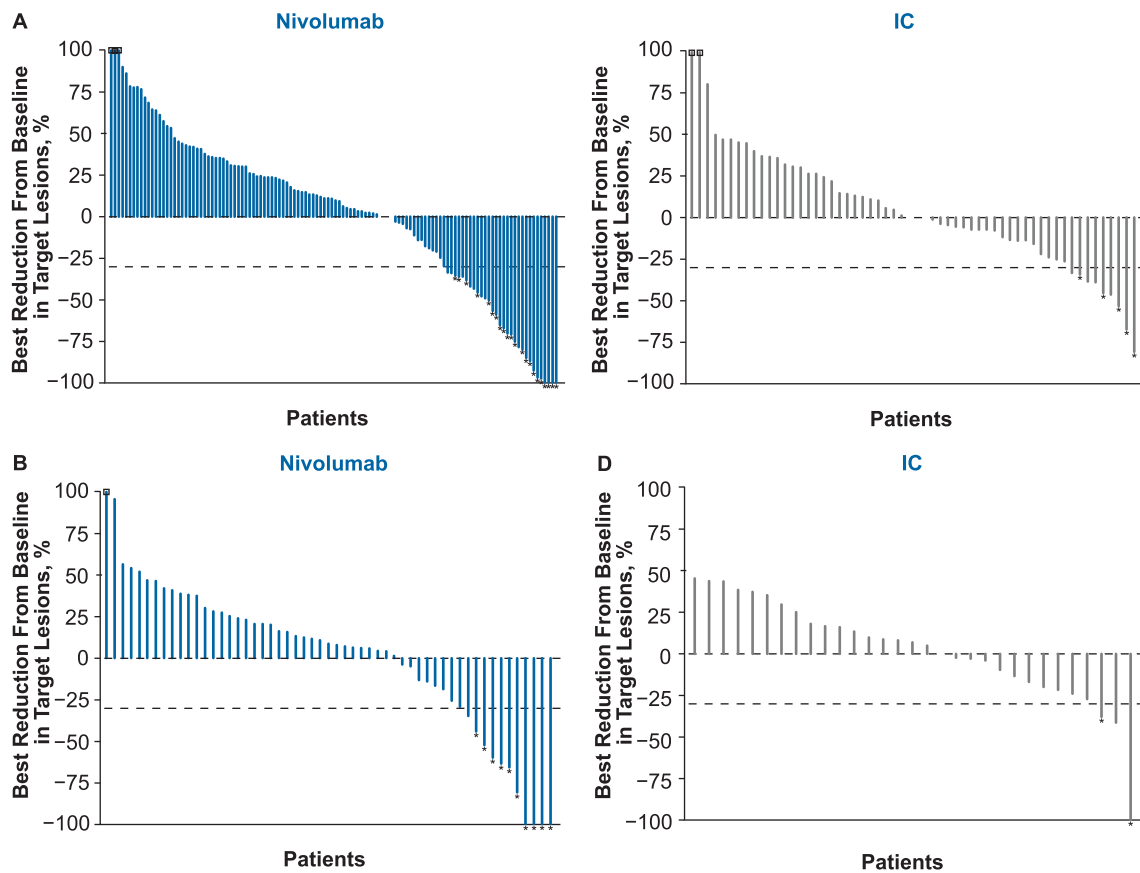 A
Nivolumab
Best Reduction From Baseline
in Target Lesions, %
100
75
50
25
0
−25
−50
−75
−100
Patients
IC
Best Reduction From Baseline
in Target Lesions, %
100
75
50
25
0
−25
−50
−75
−100
Patients
B
Nivolumab
Best Reduction From Baseline
in Target Lesions, %
100
75
50
25
0
−25
−50
−75
−100
Patients
D
IC
Best Reduction From Baseline
in Target Lesions, %
100
75
50
25
0
−25
−50
−75
−100
Patients